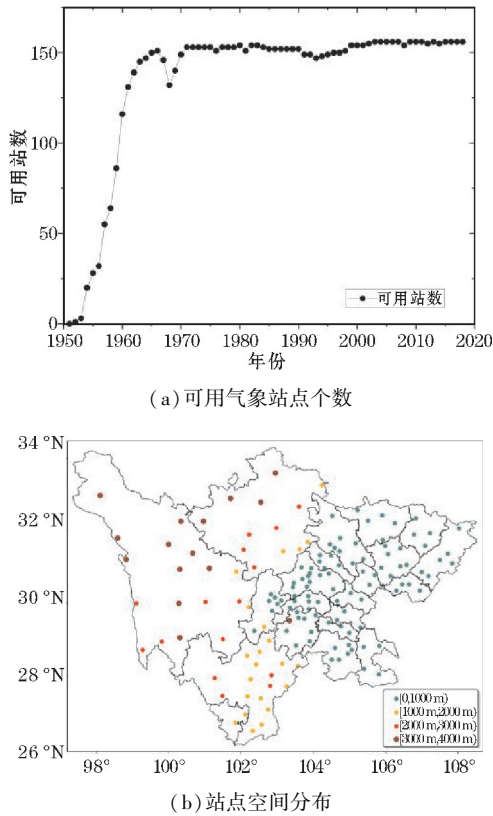 150
100
50
0
可用站数
可用站数
1950 1960 1970 1980 1990 2000 2010 2020
年份
(a)可用气象站点个数
34 °N
32 °N
30 °N
28 °N
26 °N
[0,1000 m)
[1000 m,2000 m)
[2000 m,3000 m)
[3000 m,4000 m)
98° 100° 102° 104° 106° 108°
(b)站点空间分布